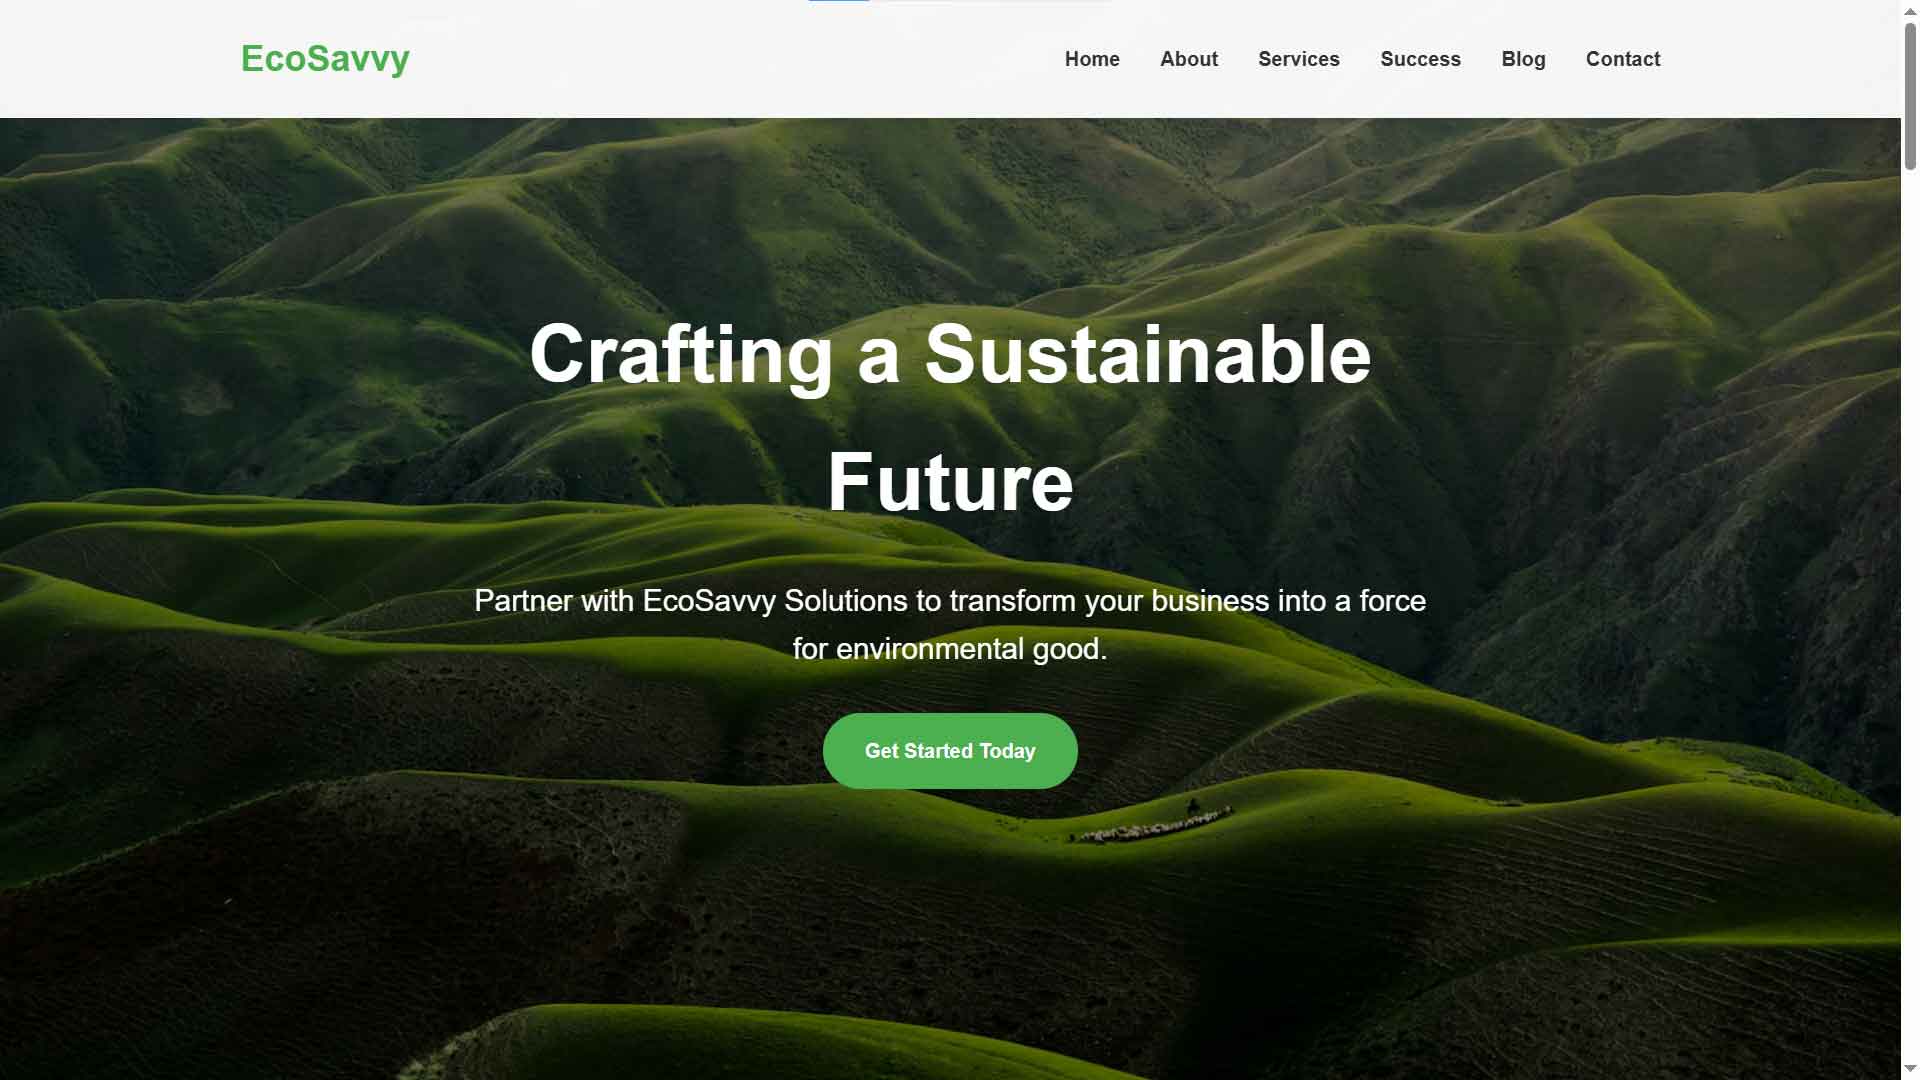 EcoSavvy
Home
About
Services
Success
Blog
Contact
Crafting a Sustainable
Future
Partner with EcoSavvy Solutions to transform your business into a force
for environmental good.
Get Started Today